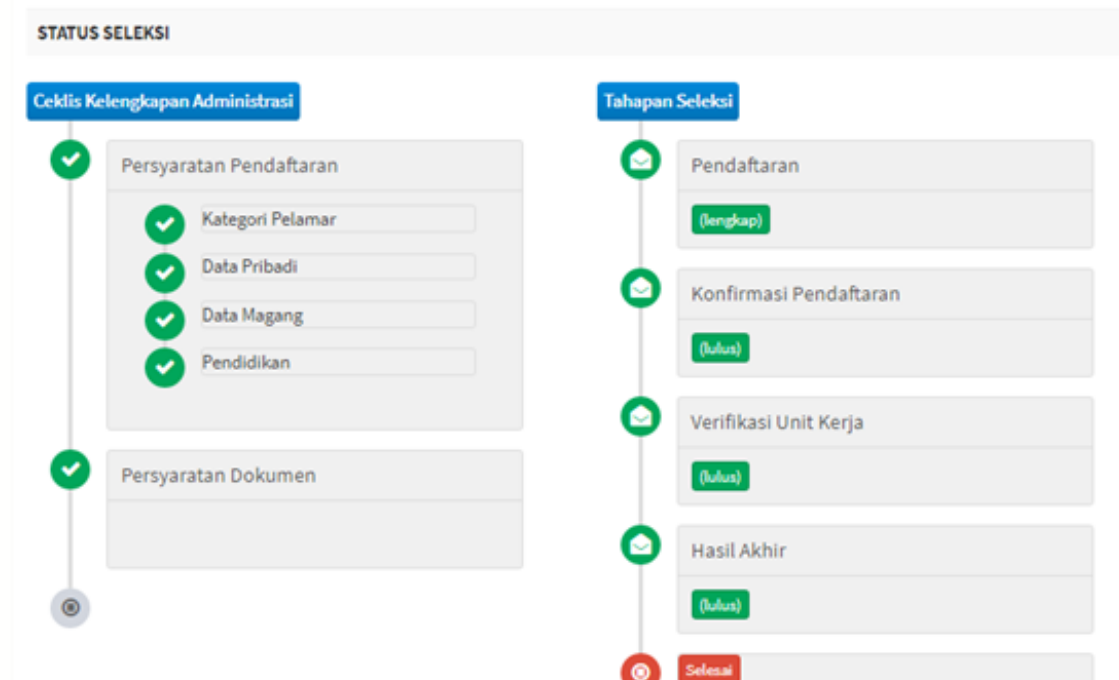 STATUS SELEKSI
Ceklis Kelengkapan Administrasi
Persyaratan Pendaftaran
Kategori Pelamar
Data Pribadi
Data Magang
Pendidikan
Persyaratan Dokumen
Tahapan Seleksi
Pendaftaran
(lengkap)
Konfirmasi Pendaftaran
(lulus)
Verifikasi Unit Kerja
(lulus)
Hasil Akhir
(lulus)
Selesai